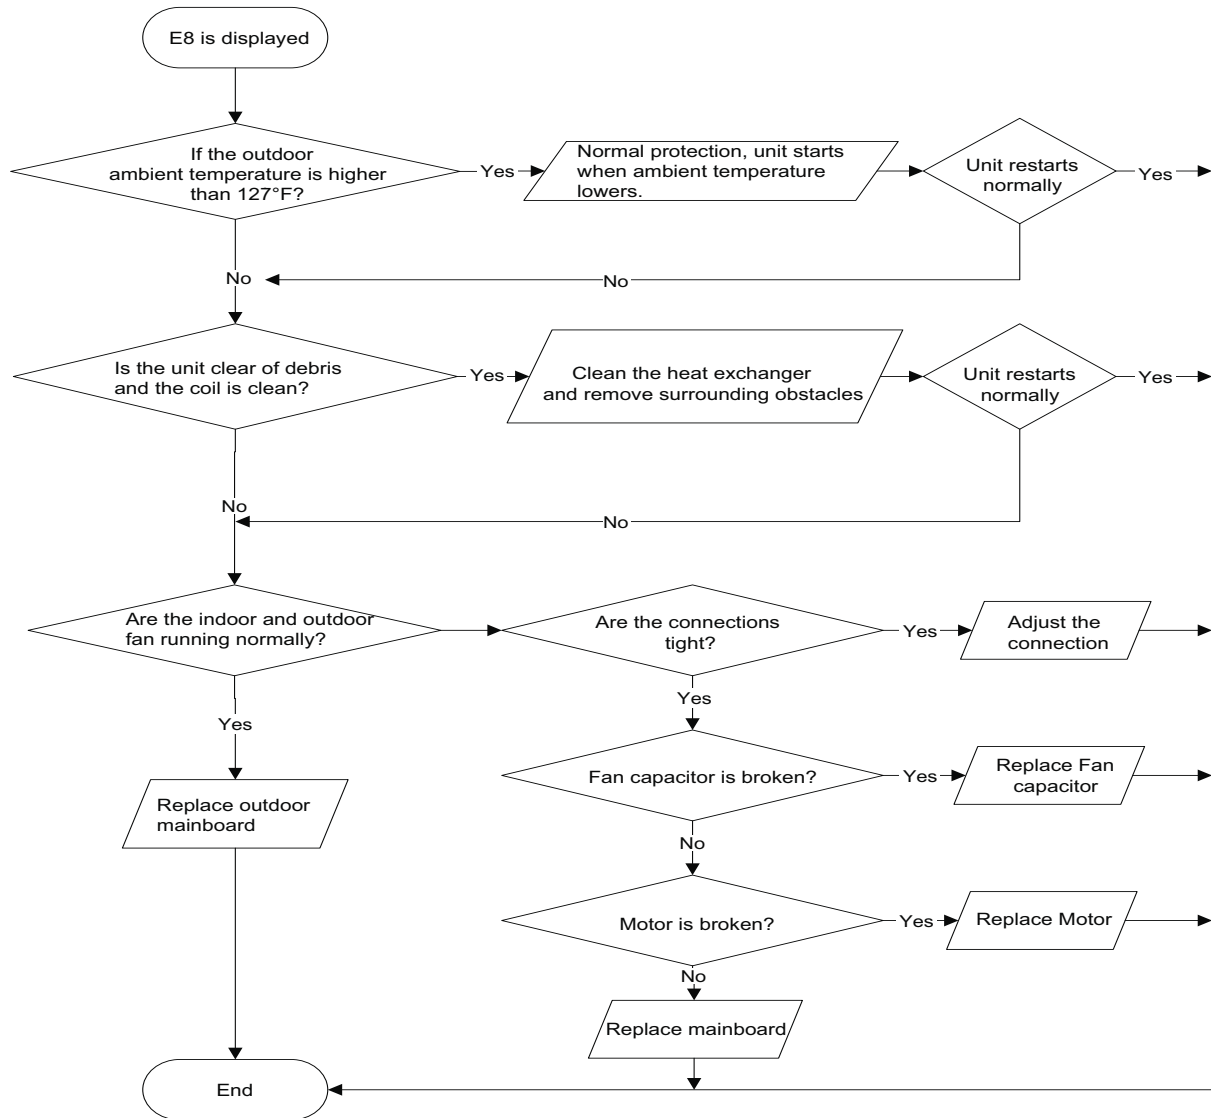 E8 is displayed
If the outdoor
ambient temperature is higher
than 127°F?
Yes
Normal protection, unit starts
when ambient temperature
lowers.
Unit restarts
normally
Yes
No
No
Is the unit clear of debris
and the coil is clean?
Yes
Clean the heat exchanger
and remove surrounding obstacles
Unit restarts
normally
Yes
No
No
Are the indoor and outdoor
fan running normally?
Are the connections
tight?
Yes
Adjust the
connection
Yes
Yes
Fan capacitor is broken?
Yes
Replace Fan
capacitor
Replace outdoor
mainboard
No
Motor is broken?
Yes
Replace Motor
No
Replace mainboard
End